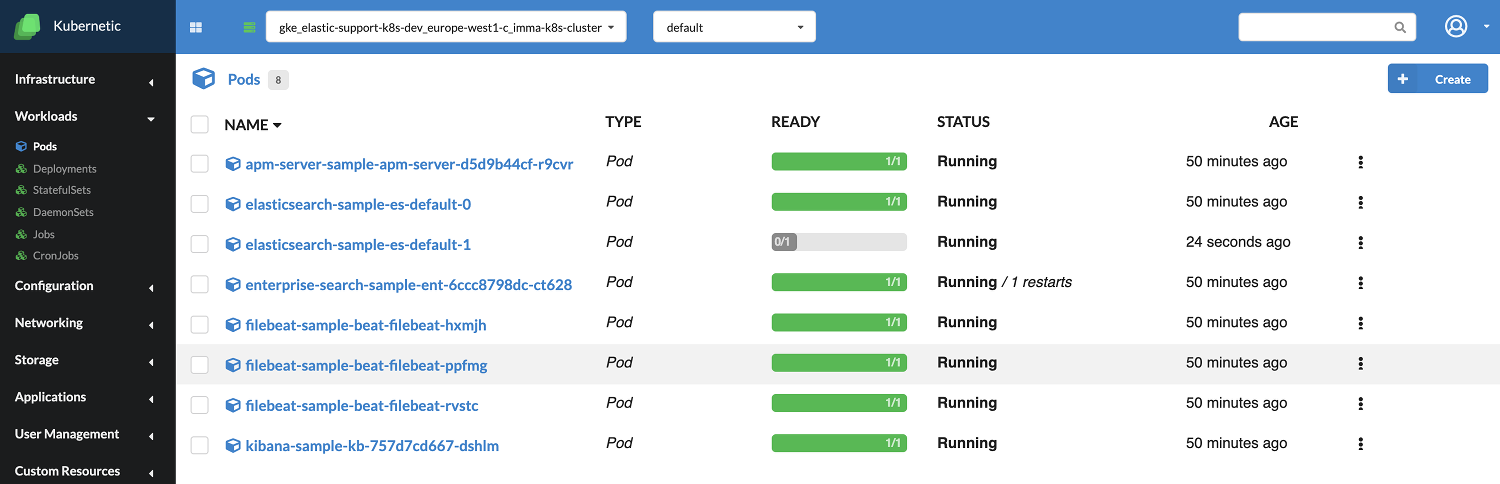 Kubernetic
gke_elastic-support-k8s-dev_europe-west1-c_imma-k8s-cluster
default
Infrastructure
Workloads
Pods
Deployments
StatefulSets
DaemonSets
Jobs
CronJobs
Configuration
Networking
Storage
Applications
User Management
Custom Resources
Pods 8
+ Create
NAME TYPE READY STATUS AGE
apm-server-sample-apm-server-d5d9b44cf-r9cvr Pod 1/1 Running 50 minutes ago
elasticsearch-sample-es-default-0 Pod 1/1 Running 50 minutes ago
elasticsearch-sample-es-default-1 Pod 0/1 Running 24 seconds ago
enterprise-search-sample-ent-6ccc8798dc-ct628 Pod 1/1 Running / 1 restarts 50 minutes ago
filebeat-sample-beat-filebeat-hxmjh Pod 1/1 Running 50 minutes ago
filebeat-sample-beat-filebeat-ppfmg Pod 1/1 Running 50 minutes ago
filebeat-sample-beat-filebeat-rvstc Pod 1/1 Running 50 minutes ago
kibana-sample-kb-757d7cd667-dshlm Pod 1/1 Running 50 minutes ago